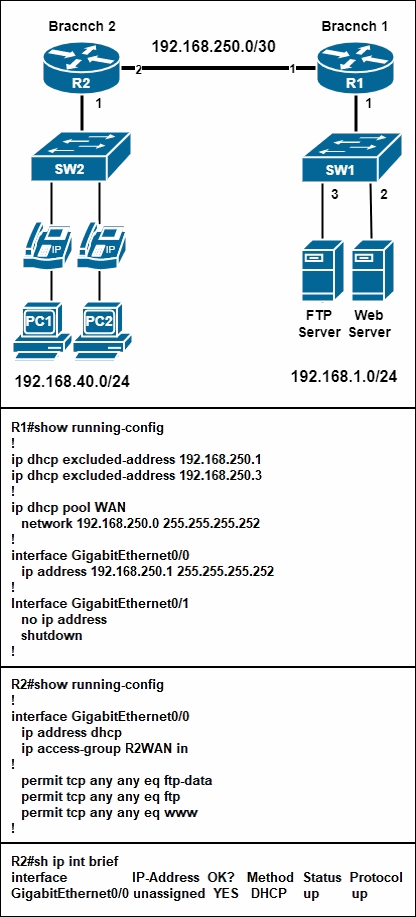 Bracnch 2
Bracnch 1
192.168.250.0/30
R2
2
1
R1
1
1
SW2
SW1
3
2
IP
IP
PC1
PC2
FTP
Server
Web
Server
192.168.40.0/24
192.168.1.0/24
R1#show running-config
!
ip dhcp excluded-address 192.168.250.1
ip dhcp excluded-address 192.168.250.3
!
ip dhcp pool WAN
network 192.168.250.0 255.255.255.252
!
interface GigabitEthernet0/0
ip address 192.168.250.1 255.255.255.252
!
Interface GigabitEthernet0/1
no ip address
shutdown
!
R2#show running-config
!
interface GigabitEthernet0/0
ip address dhcp
ip access-group R2WAN in
!
permit tcp any any eq ftp-data
permit tcp any any eq ftp
permit tcp any any eq www
!
R2#sh ip int brief
interface IP-Address OK? Method Status Protocol
GigabitEthernet0/0 unassigned YES DHCP up up